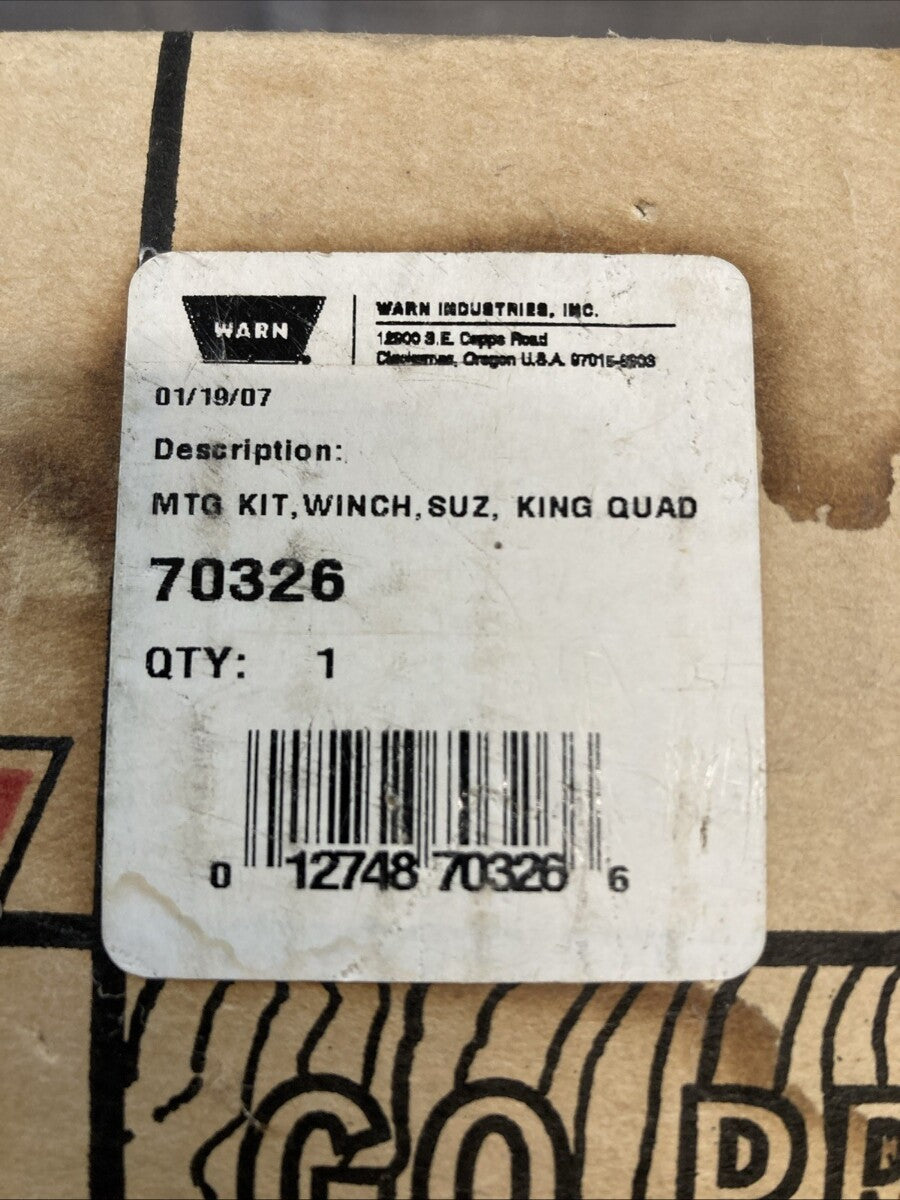 WARN
WARN INDUSTRIES, INC.
12900 S.E. Capps Road
Clackamas, Oregon U.S.A. 97015-8903
01/19/07
Description:
MTG KIT,WINCH,SUZ, KING QUAD
70326
QTY: 1
0 12748 70326 6
GO